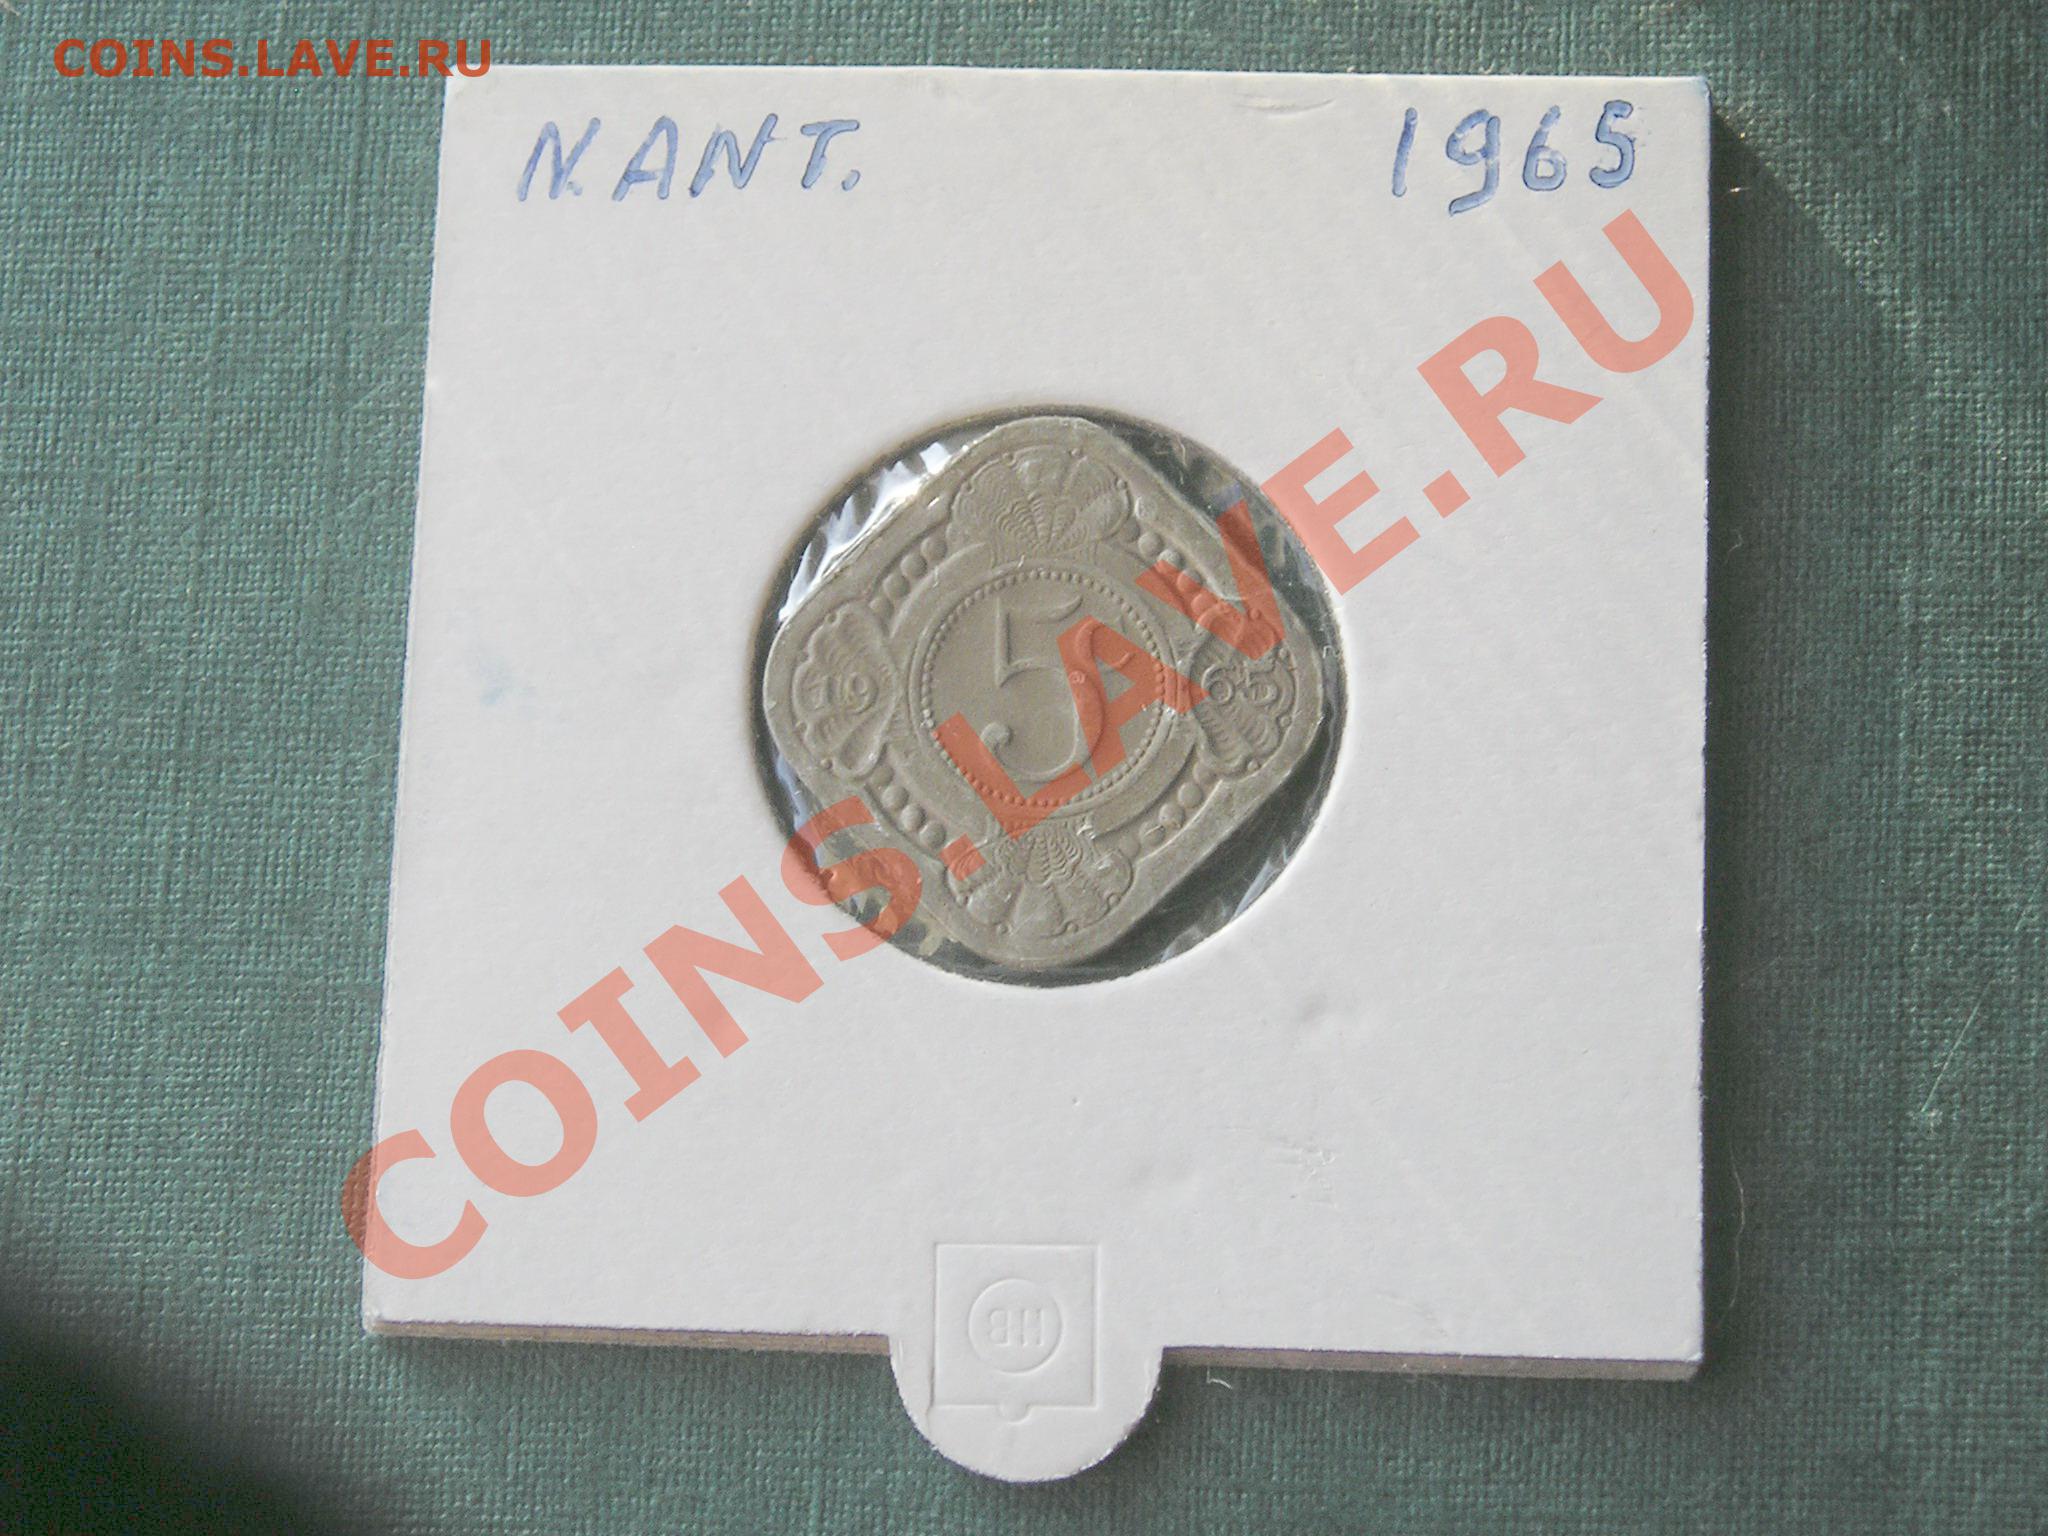 COINS.LAVE.RU
N.ANT. 1965
19 5 65
COINS.LAVE.RU
HB